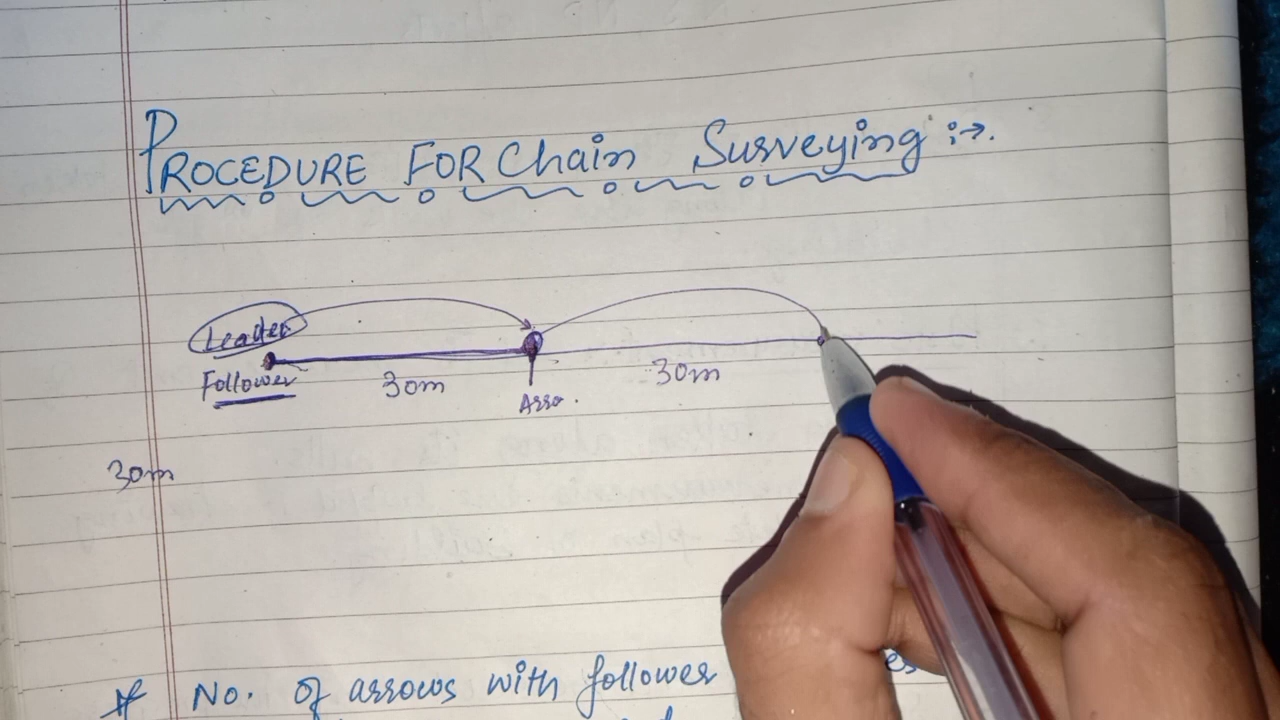 PROCEDURE FOR Chain Surveying :→.
Leader
Follower
30m
Arro.
30m
30m
* No. of arrows with follower